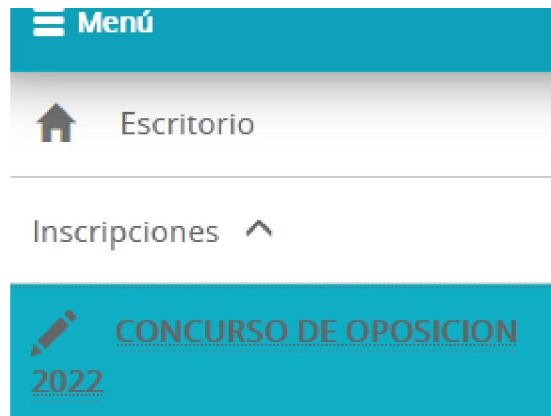 Menú
Escritorio
Inscripciones
CONCURSO DE OPOSICION
2022